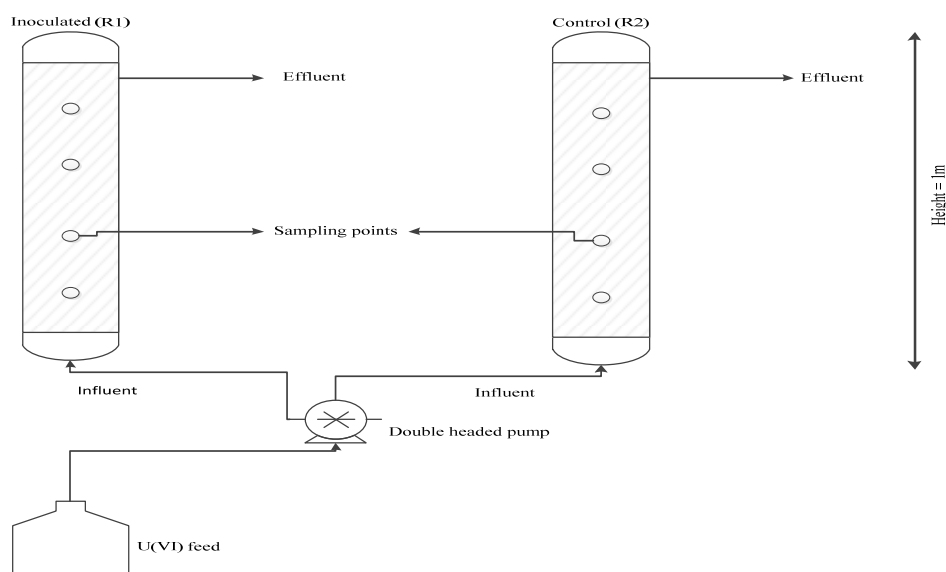 Inoculated (R1)
Control (R2)
Effluent
Effluent
Sampling points
Height = 1m
Influent
Influent
Double headed pump
U(VI) feed